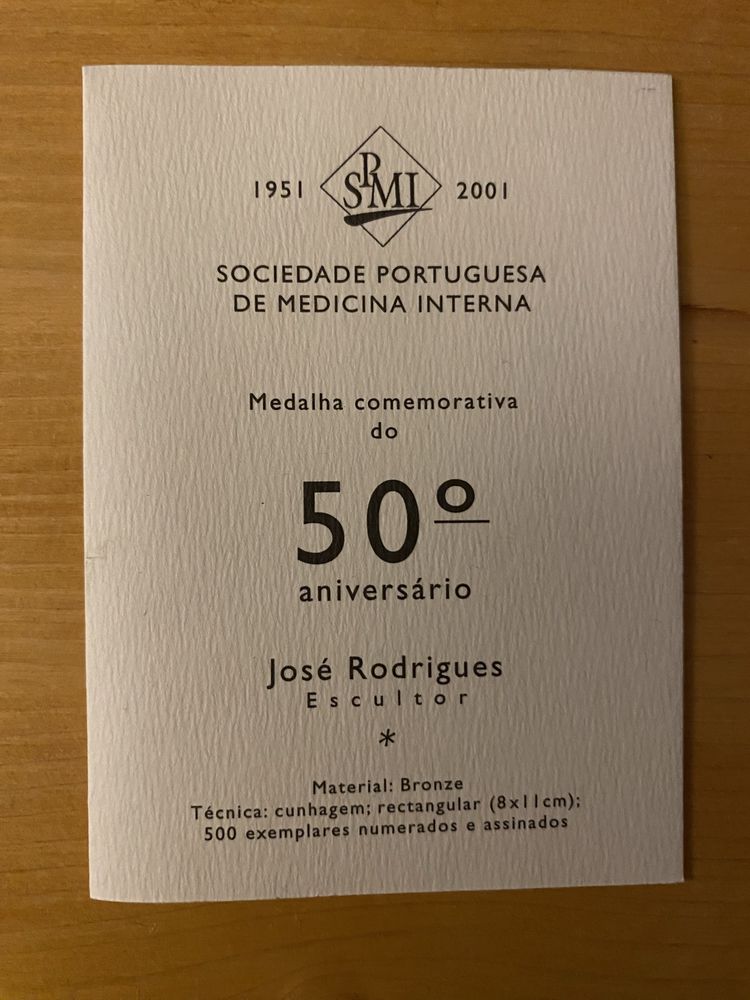 1951 SPMI 2001
SOCIEDADE PORTUGUESA
DE MEDICINA INTERNA
Medalha comemorativa
do
50º
aniversário
José Rodrigues
Escultor
*
Material: Bronze
Técnica: cunhagem; rectangular (8x11cm);
500 exemplares numerados e assinados